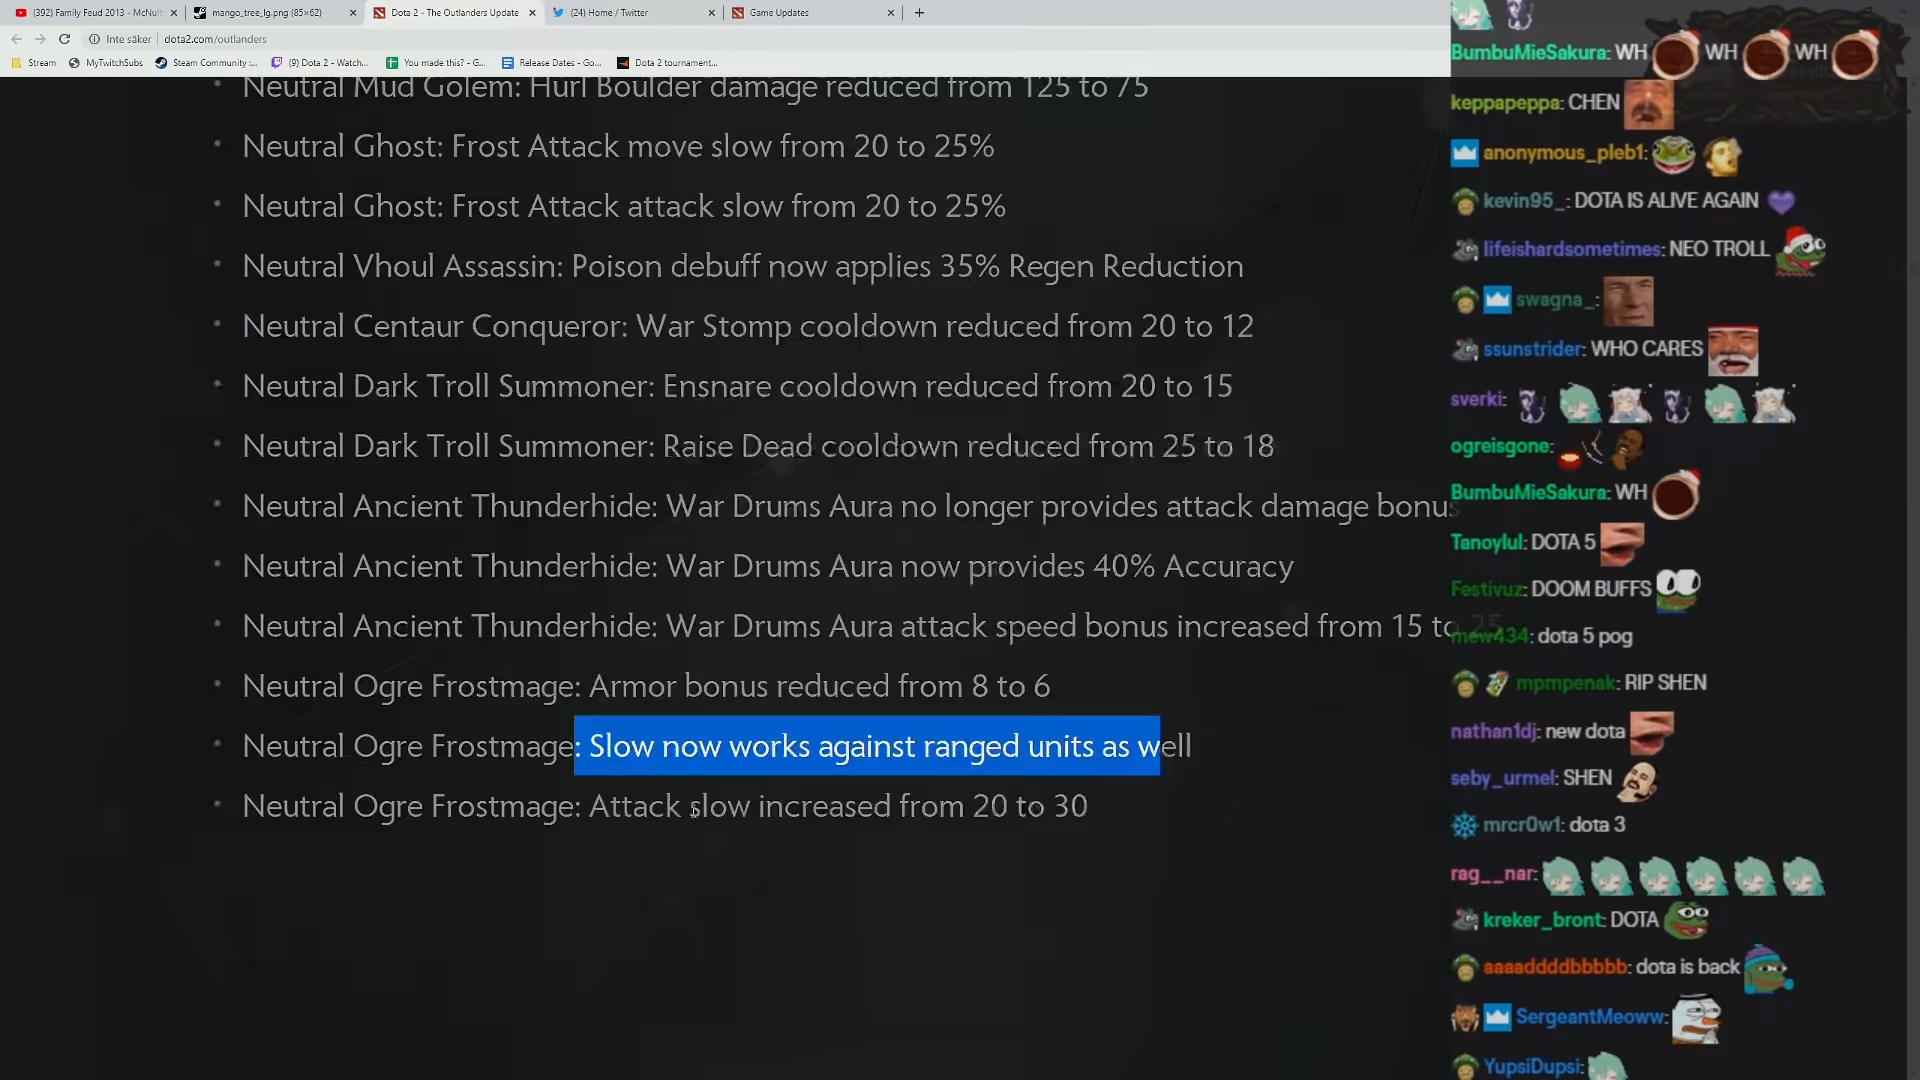 (392) Family Feud 2013 - McNult
mango_tree_lg.png (85×62)
Dota 2 - The Outlanders Update
(24) Home / Twitter
Game Updates
Inte säker | dota2.com/outlanders
Stream
MyTwitchSubs
Steam Community :...
(9) Dota 2 - Watch...
You made this? - G...
Release Dates - Go...
Dota 2 tournament...
Neutral Mud Golem: Hurl Boulder damage reduced from 125 to 75
Neutral Ghost: Frost Attack move slow from 20 to 25%
Neutral Ghost: Frost Attack attack slow from 20 to 25%
Neutral Vhoul Assassin: Poison debuff now applies 35% Regen Reduction
Neutral Centaur Conqueror: War Stomp cooldown reduced from 20 to 12
Neutral Dark Troll Summoner: Ensnare cooldown reduced from 20 to 15
Neutral Dark Troll Summoner: Raise Dead cooldown reduced from 25 to 18
Neutral Ancient Thunderhide: War Drums Aura no longer provides attack damage bonus
Neutral Ancient Thunderhide: War Drums Aura now provides 40% Accuracy
Neutral Ancient Thunderhide: War Drums Aura attack speed bonus increased from 15 to 25
Neutral Ogre Frostmage: Armor bonus reduced from 8 to 6
Neutral Ogre Frostmage: Slow now works against ranged units as well
Neutral Ogre Frostmage: Attack slow increased from 20 to 30
BumbuMieSakura: WH WH WH
keppapeppa: CHEN
anonymous_pleb1:
kevin95_: DOTA IS ALIVE AGAIN
lifeishardsometimes: NEO TROLL
swagna_:
ssunstrider: WHO CARES
sverki:
ogreisgone:
BumbuMieSakura: WH
Tanoylul: DOTA 5
Festivuz: DOOM BUFFS
mew434: dota 5 pog
mpmpenak: RIP SHEN
nathan1dj: new dota
seby_urmel: SHEN
mrcr0w1: dota 3
rag__nar:
kreker_bront: DOTA
aaaaddddbbbbb: dota is back
SergeantMeoww:
YupsiDupsi: